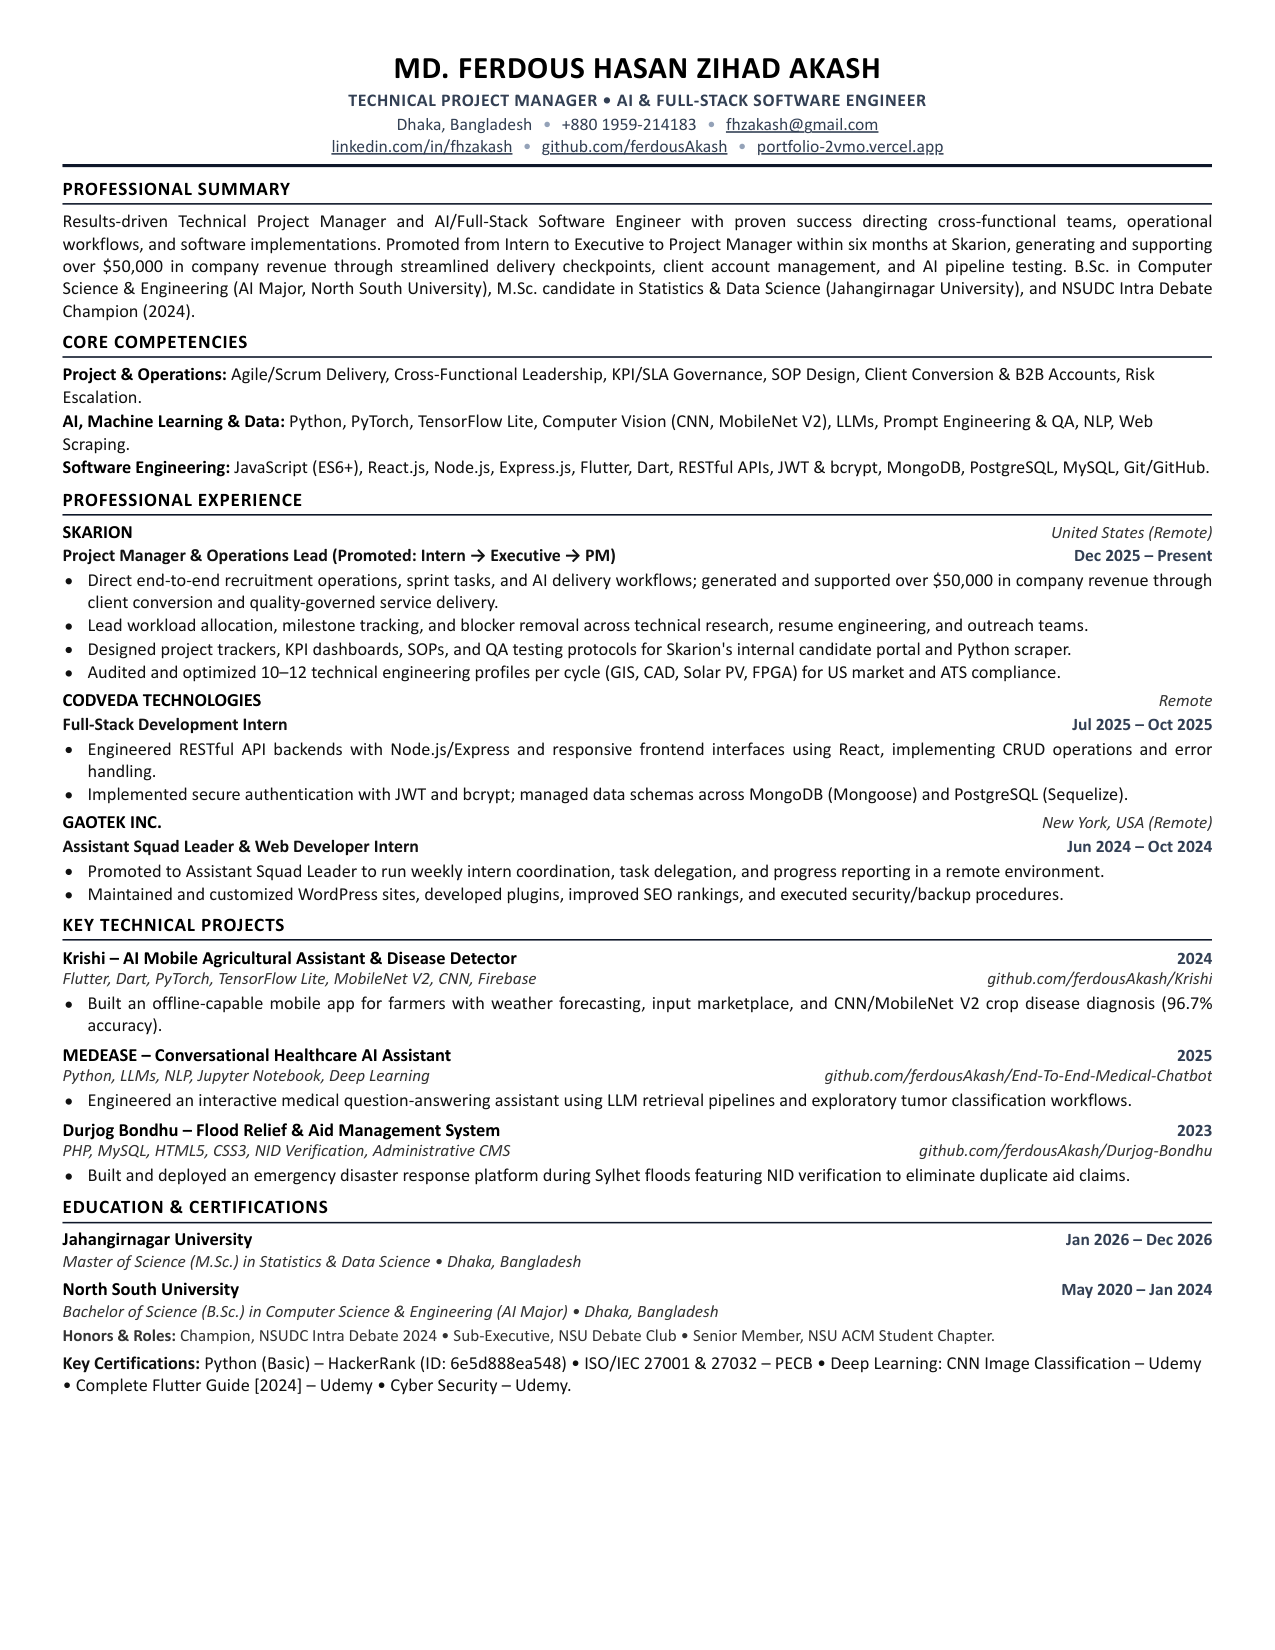 MD. FERDOUS HASAN ZIHAD AKASH
TECHNICAL PROJECT MANAGER • AI & FULL-STACK SOFTWARE ENGINEER
Dhaka, Bangladesh • +880 1959-214183 • fhzakash@gmail.com
linkedin.com/in/fhzakash • github.com/ferdousAkash • portfolio-2vmo.vercel.app
PROFESSIONAL SUMMARY
Results-driven Technical Project Manager and AI/Full-Stack Software Engineer with proven success directing cross-functional teams, operational
workflows, and software implementations. Promoted from Intern to Executive to Project Manager within six months at Skarion, generating and supporting
over $50,000 in company revenue through streamlined delivery checkpoints, client account management, and AI pipeline testing. B.Sc. in Computer
Science & Engineering (AI Major, North South University), M.Sc. candidate in Statistics & Data Science (Jahangirnagar University), and NSUDC Intra Debate
Champion (2024).
CORE COMPETENCIES
Project & Operations: Agile/Scrum Delivery, Cross-Functional Leadership, KPI/SLA Governance, SOP Design, Client Conversion & B2B Accounts, Risk
Escalation.
AI, Machine Learning & Data: Python, PyTorch, TensorFlow Lite, Computer Vision (CNN, MobileNet V2), LLMs, Prompt Engineering & QA, NLP, Web
Scraping.
Software Engineering: JavaScript (ES6+), React.js, Node.js, Express.js, Flutter, Dart, RESTful APIs, JWT & bcrypt, MongoDB, PostgreSQL, MySQL, Git/GitHub.
PROFESSIONAL EXPERIENCE
SKARION United States (Remote)
Project Manager & Operations Lead (Promoted: Intern → Executive → PM) Dec 2025 – Present
• Direct end-to-end recruitment operations, sprint tasks, and AI delivery workflows; generated and supported over $50,000 in company revenue through
client conversion and quality-governed service delivery.
• Lead workload allocation, milestone tracking, and blocker removal across technical research, resume engineering, and outreach teams.
• Designed project trackers, KPI dashboards, SOPs, and QA testing protocols for Skarion's internal candidate portal and Python scraper.
• Audited and optimized 10–12 technical engineering profiles per cycle (GIS, CAD, Solar PV, FPGA) for US market and ATS compliance.
CODVEDA TECHNOLOGIES Remote
Full-Stack Development Intern Jul 2025 – Oct 2025
• Engineered RESTful API backends with Node.js/Express and responsive frontend interfaces using React, implementing CRUD operations and error
handling.
• Implemented secure authentication with JWT and bcrypt; managed data schemas across MongoDB (Mongoose) and PostgreSQL (Sequelize).
GAOTEK INC. New York, USA (Remote)
Assistant Squad Leader & Web Developer Intern Jun 2024 – Oct 2024
• Promoted to Assistant Squad Leader to run weekly intern coordination, task delegation, and progress reporting in a remote environment.
• Maintained and customized WordPress sites, developed plugins, improved SEO rankings, and executed security/backup procedures.
KEY TECHNICAL PROJECTS
Krishi – AI Mobile Agricultural Assistant & Disease Detector 2024
Flutter, Dart, PyTorch, TensorFlow Lite, MobileNet V2, CNN, Firebase github.com/ferdousAkash/Krishi
• Built an offline-capable mobile app for farmers with weather forecasting, input marketplace, and CNN/MobileNet V2 crop disease diagnosis (96.7%
accuracy).
MEDEASE – Conversational Healthcare AI Assistant 2025
Python, LLMs, NLP, Jupyter Notebook, Deep Learning github.com/ferdousAkash/End-To-End-Medical-Chatbot
• Engineered an interactive medical question-answering assistant using LLM retrieval pipelines and exploratory tumor classification workflows.
Durjog Bondhu – Flood Relief & Aid Management System 2023
PHP, MySQL, HTML5, CSS3, NID Verification, Administrative CMS github.com/ferdousAkash/Durjog-Bondhu
• Built and deployed an emergency disaster response platform during Sylhet floods featuring NID verification to eliminate duplicate aid claims.
EDUCATION & CERTIFICATIONS
Jahangirnagar University Jan 2026 – Dec 2026
Master of Science (M.Sc.) in Statistics & Data Science • Dhaka, Bangladesh
North South University May 2020 – Jan 2024
Bachelor of Science (B.Sc.) in Computer Science & Engineering (AI Major) • Dhaka, Bangladesh
Honors & Roles: Champion, NSUDC Intra Debate 2024 • Sub-Executive, NSU Debate Club • Senior Member, NSU ACM Student Chapter.
Key Certifications: Python (Basic) – HackerRank (ID: 6e5d888ea548) • ISO/IEC 27001 & 27032 – PECB • Deep Learning: CNN Image Classification – Udemy
• Complete Flutter Guide [2024] – Udemy • Cyber Security – Udemy.